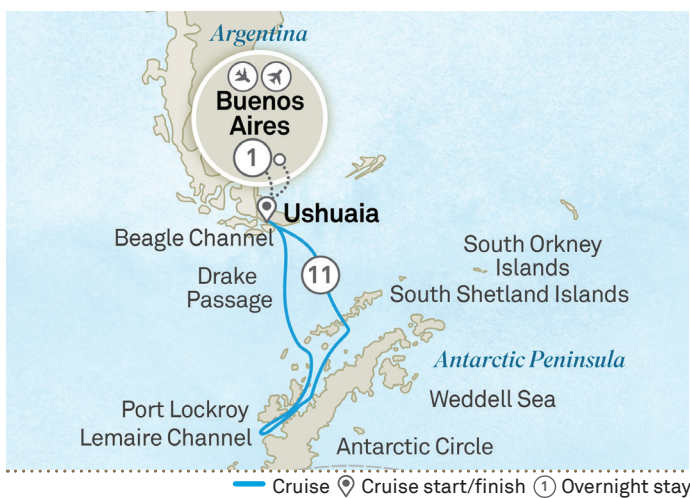 Argentina
Buenos
Aires
1
Ushuaia
Beagle Channel
Drake
Passage
11
South Orkney
Islands
South Shetland Islands
Antarctic Peninsula
Weddell Sea
Port Lockroy
Lemaire Channel
Antarctic Circle
Cruise Cruise start/finish 1 Overnight stay